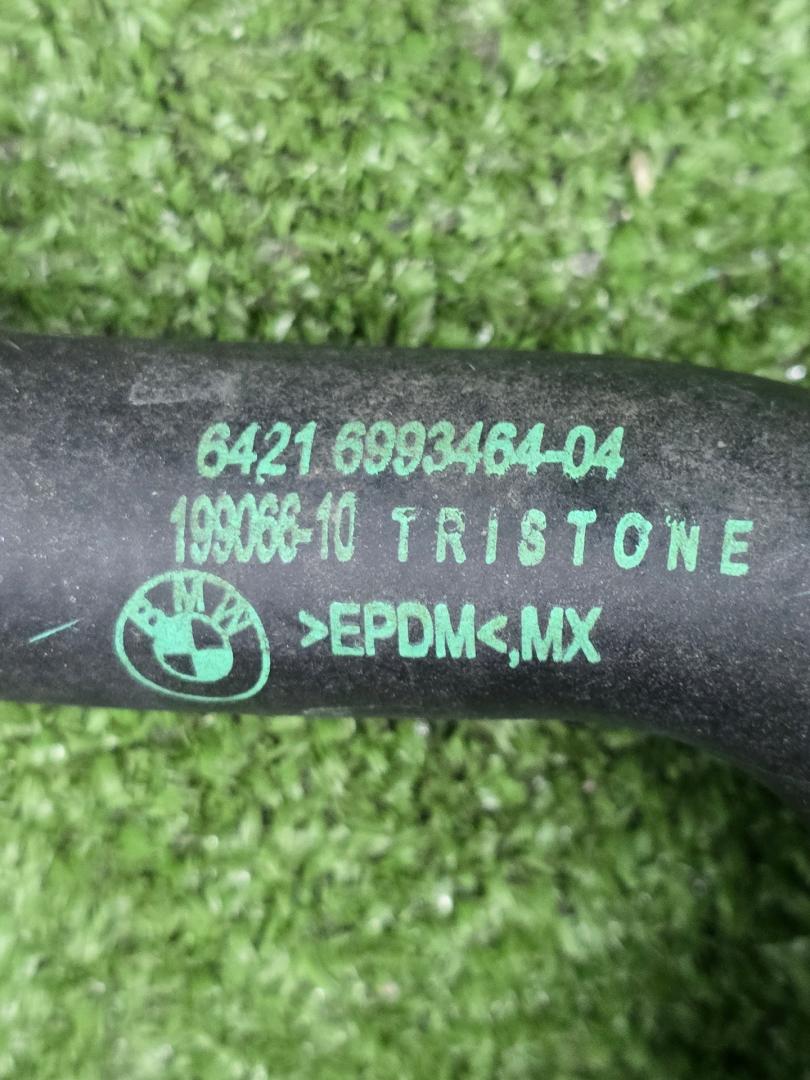 6421 6993464-04
199066-10 TRISTONE
BMW
>EPDM<,MX